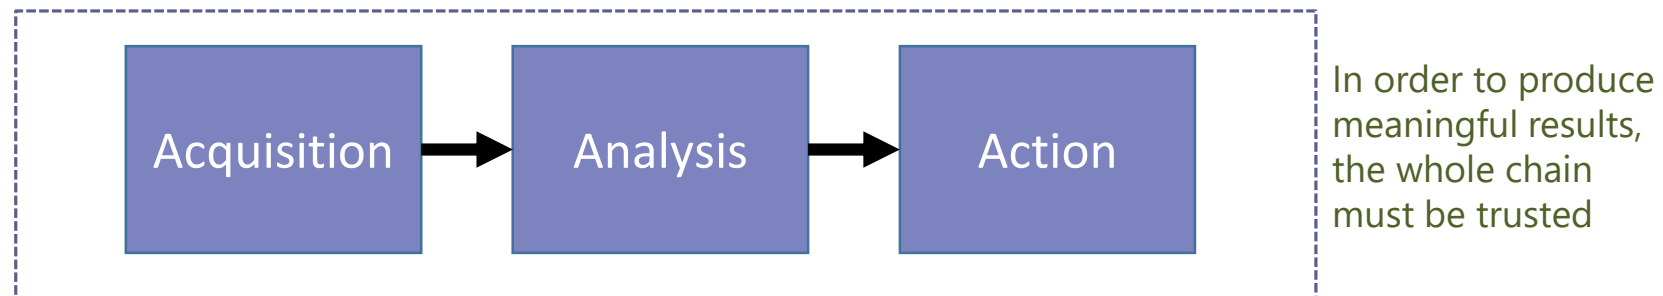 Acquisition
Analysis
Action
In order to produce
meaningful results,
the whole chain
must be trusted